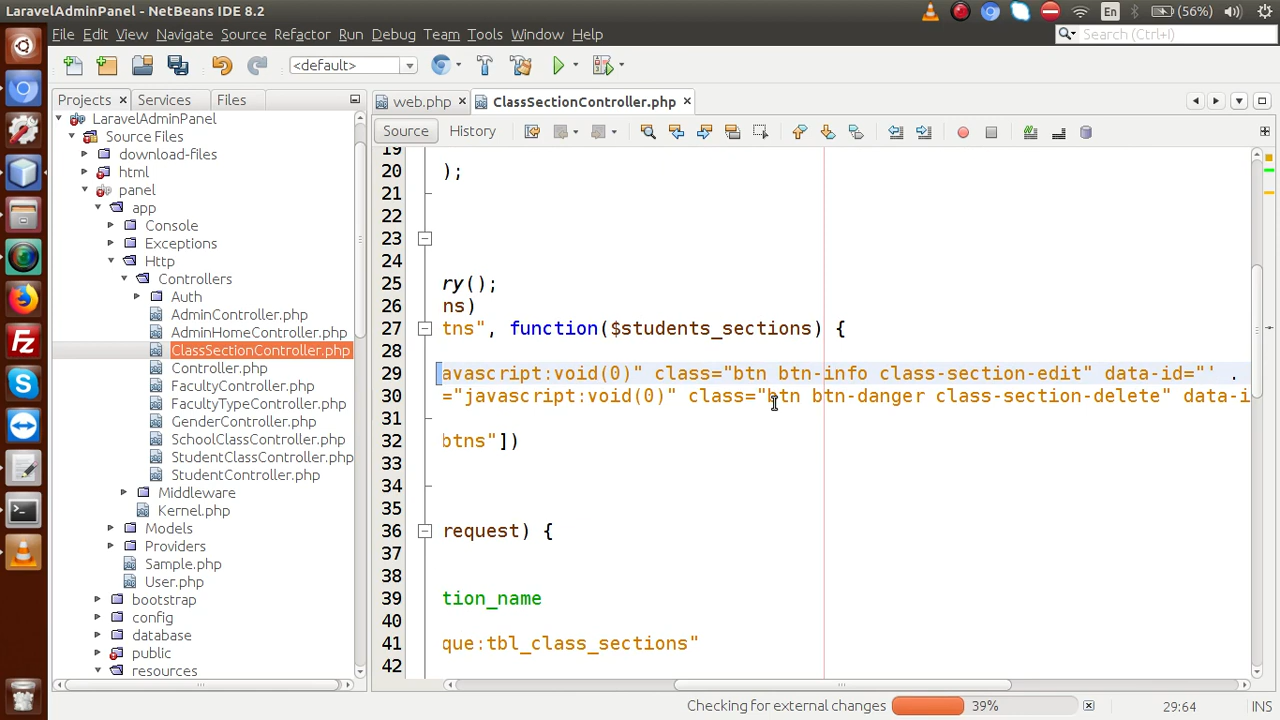 LaravelAdminPanel - NetBeans IDE 8.2
En
(56%)
File Edit View Navigate Source Refactor Run Debug Team Tools Window Help
Search (Ctrl+I)
<default>
Projects Services Files
web.php ClassSectionController.php
Source History
LaravelAdminPanel
Source Files
download-files
html
panel
app
Console
Exceptions
Http
Controllers
Auth
AdminController.php
AdminHomeController.php
ClassSectionController.php
Controller.php
FacultyController.php
FacultyTypeController.php
GenderController.php
SchoolClassController.php
StudentClassController.php
StudentController.php
Middleware
Kernel.php
Models
Providers
Sample.php
User.php
bootstrap
config
database
public
resources
19
20 );
21
22
23
24
25 ry();
26 ns)
27 tns", function($students_sections) {
28
29 avascript:void(0)" class="btn btn-info class-section-edit" data-id="' .
30 ="javascript:void(0)" class="btn btn-danger class-section-delete" data-i
31
32 btns"])
33
34
35
36 request) {
37
38
39 tion_name
40
41 que:tbl_class_sections"
42
Checking for external changes 39% 29:64 INS